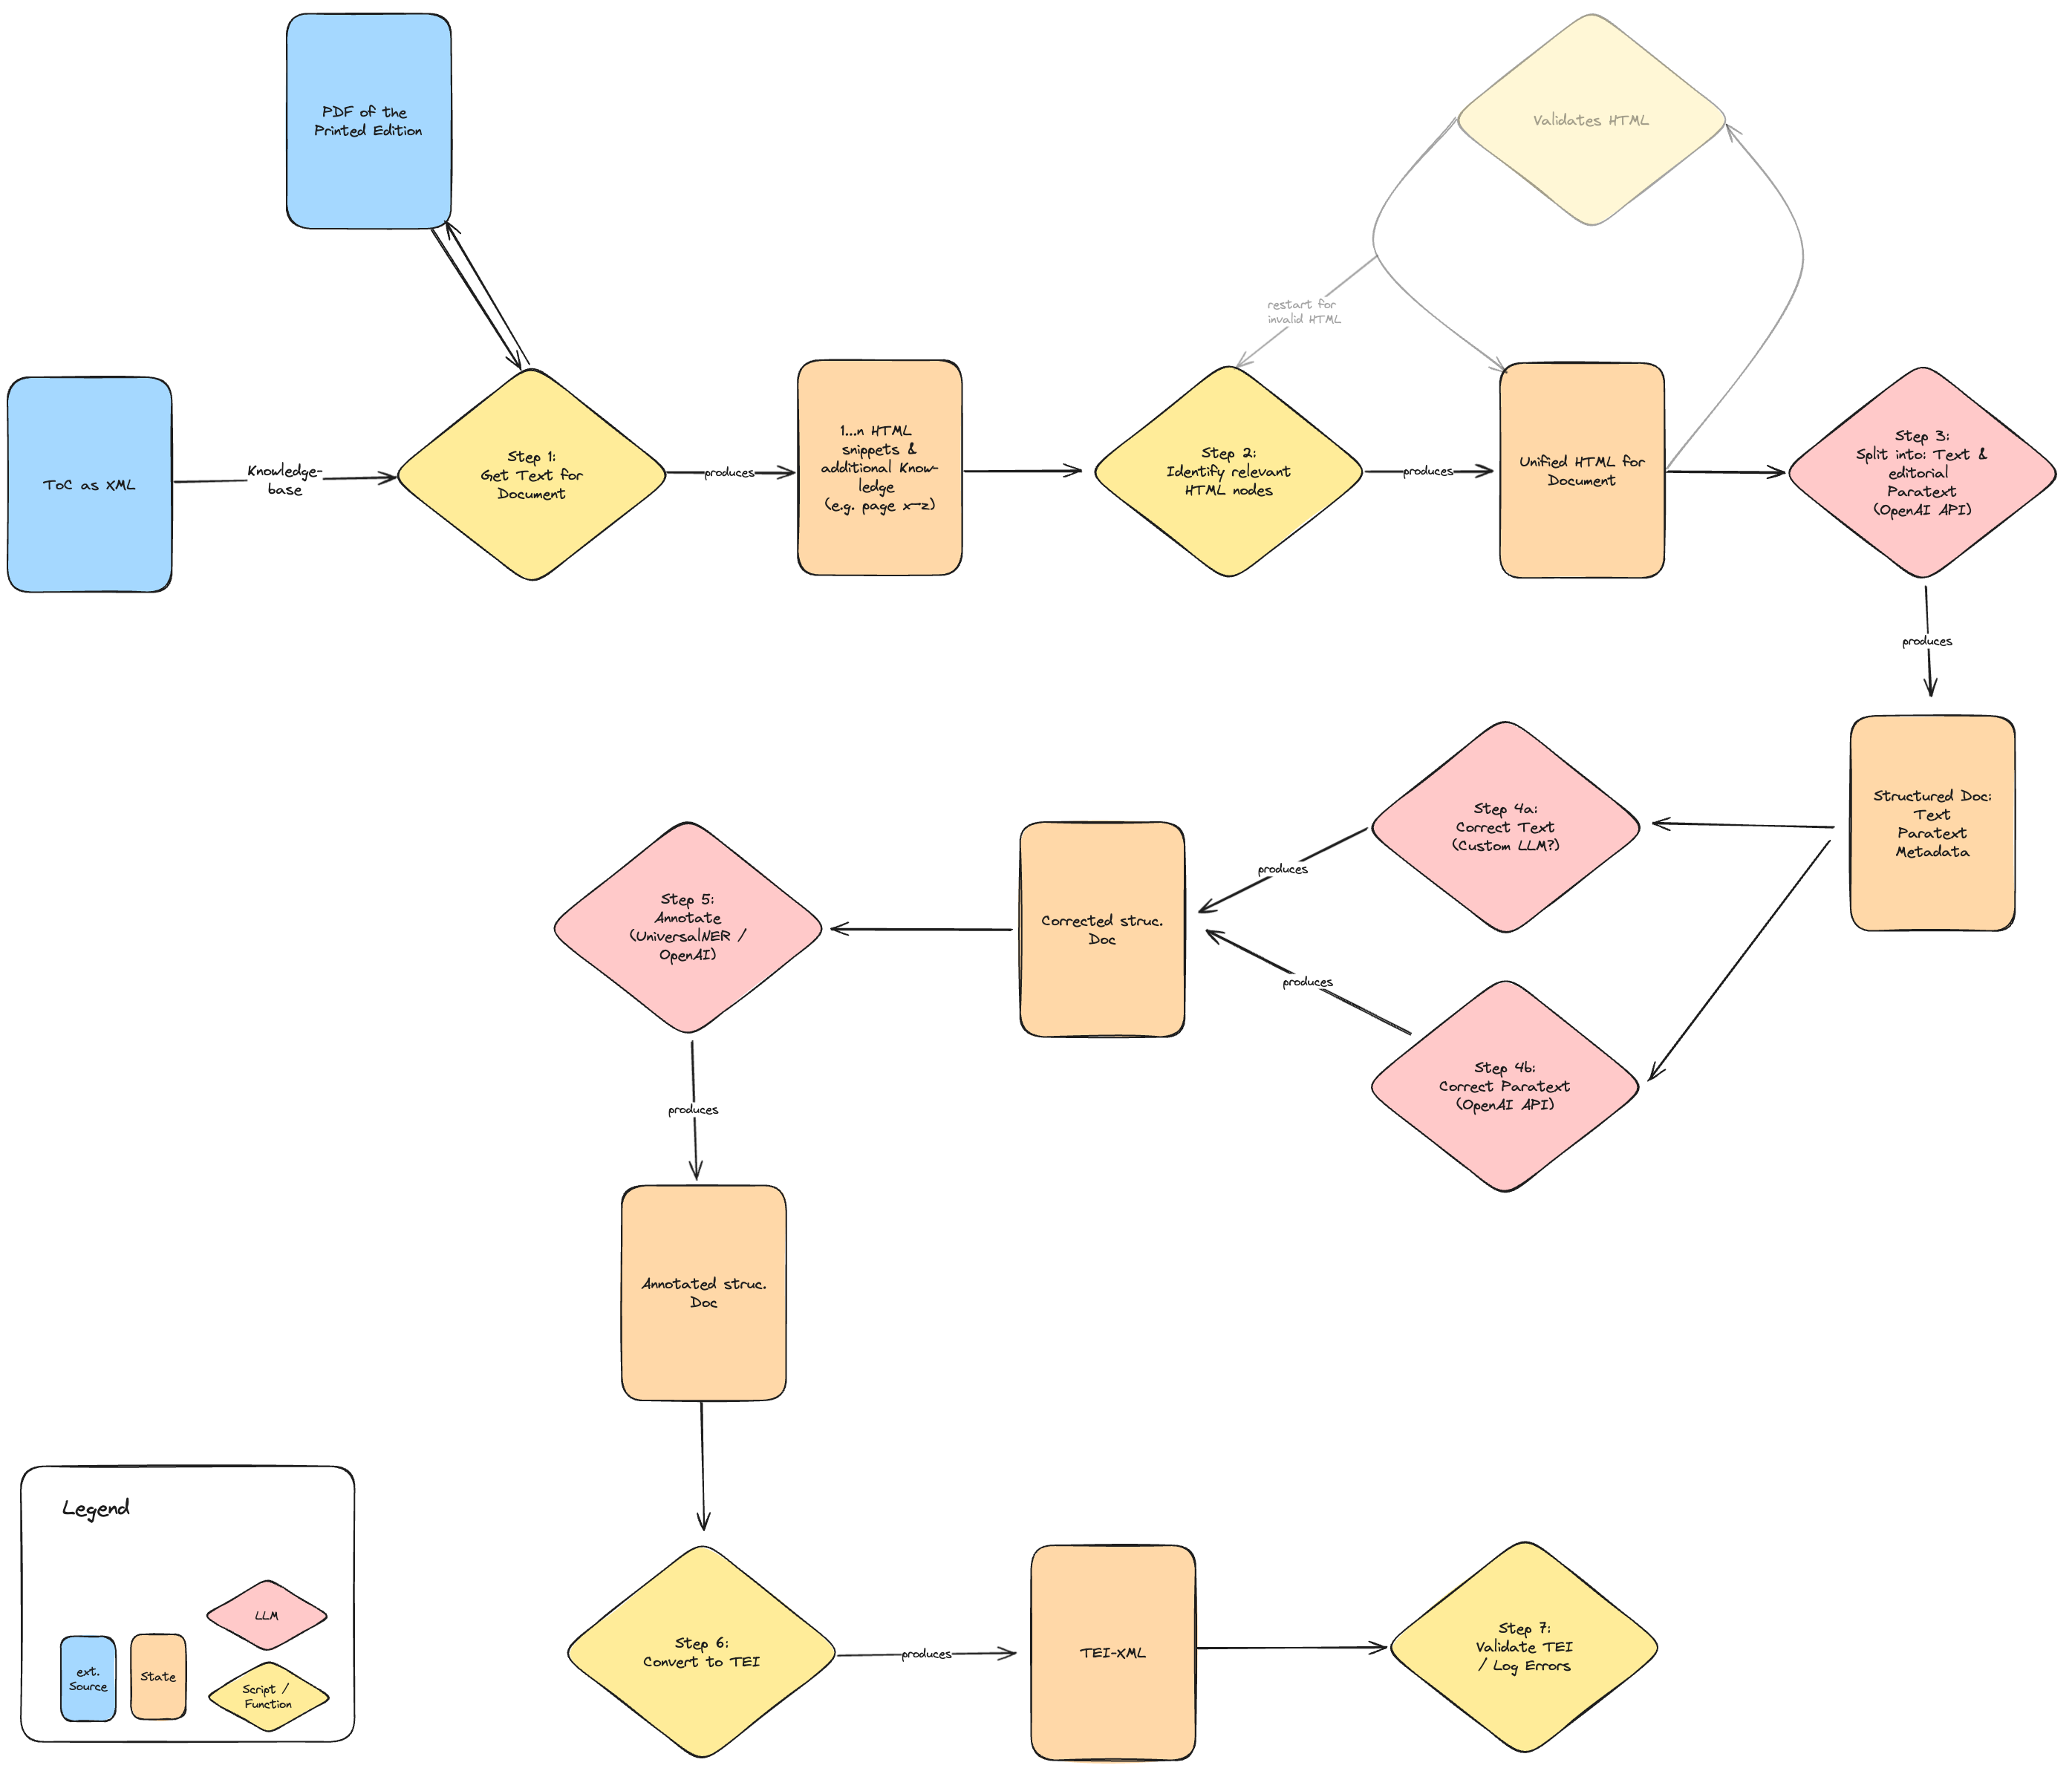 PDF of the
Printed Edition
Validates HTML
restart for
invalid HTML
ToC as XML
Knowledge-
base
Step 1:
Get Text for
Document
produces
1...n HTML
snippets &
additional Know-
ledge
(e.g. page x-z)
Step 2:
Identify relevant
HTML nodes
produces
Unified HTML for
Document
Step 3:
Split into: Text &
editorial
Paratext
(OpenAI API)
produces
Structured Doc:
Text
Paratext
Metadata
Step 4a:
Correct Text
(Custom LLM?)
produces
Step 4b:
Correct Paratext
(OpenAI API)
produces
Corrected struc.
Doc
Step 5:
Annotate
(UniversalNER /
OpenAI)
produces
Annotated struc.
Doc
Step 6:
Convert to TEI
produces
TEI-XML
Step 7:
Validate TEI
/ Log Errors
Legend
LLM
ext.
Source
State
Script /
Function